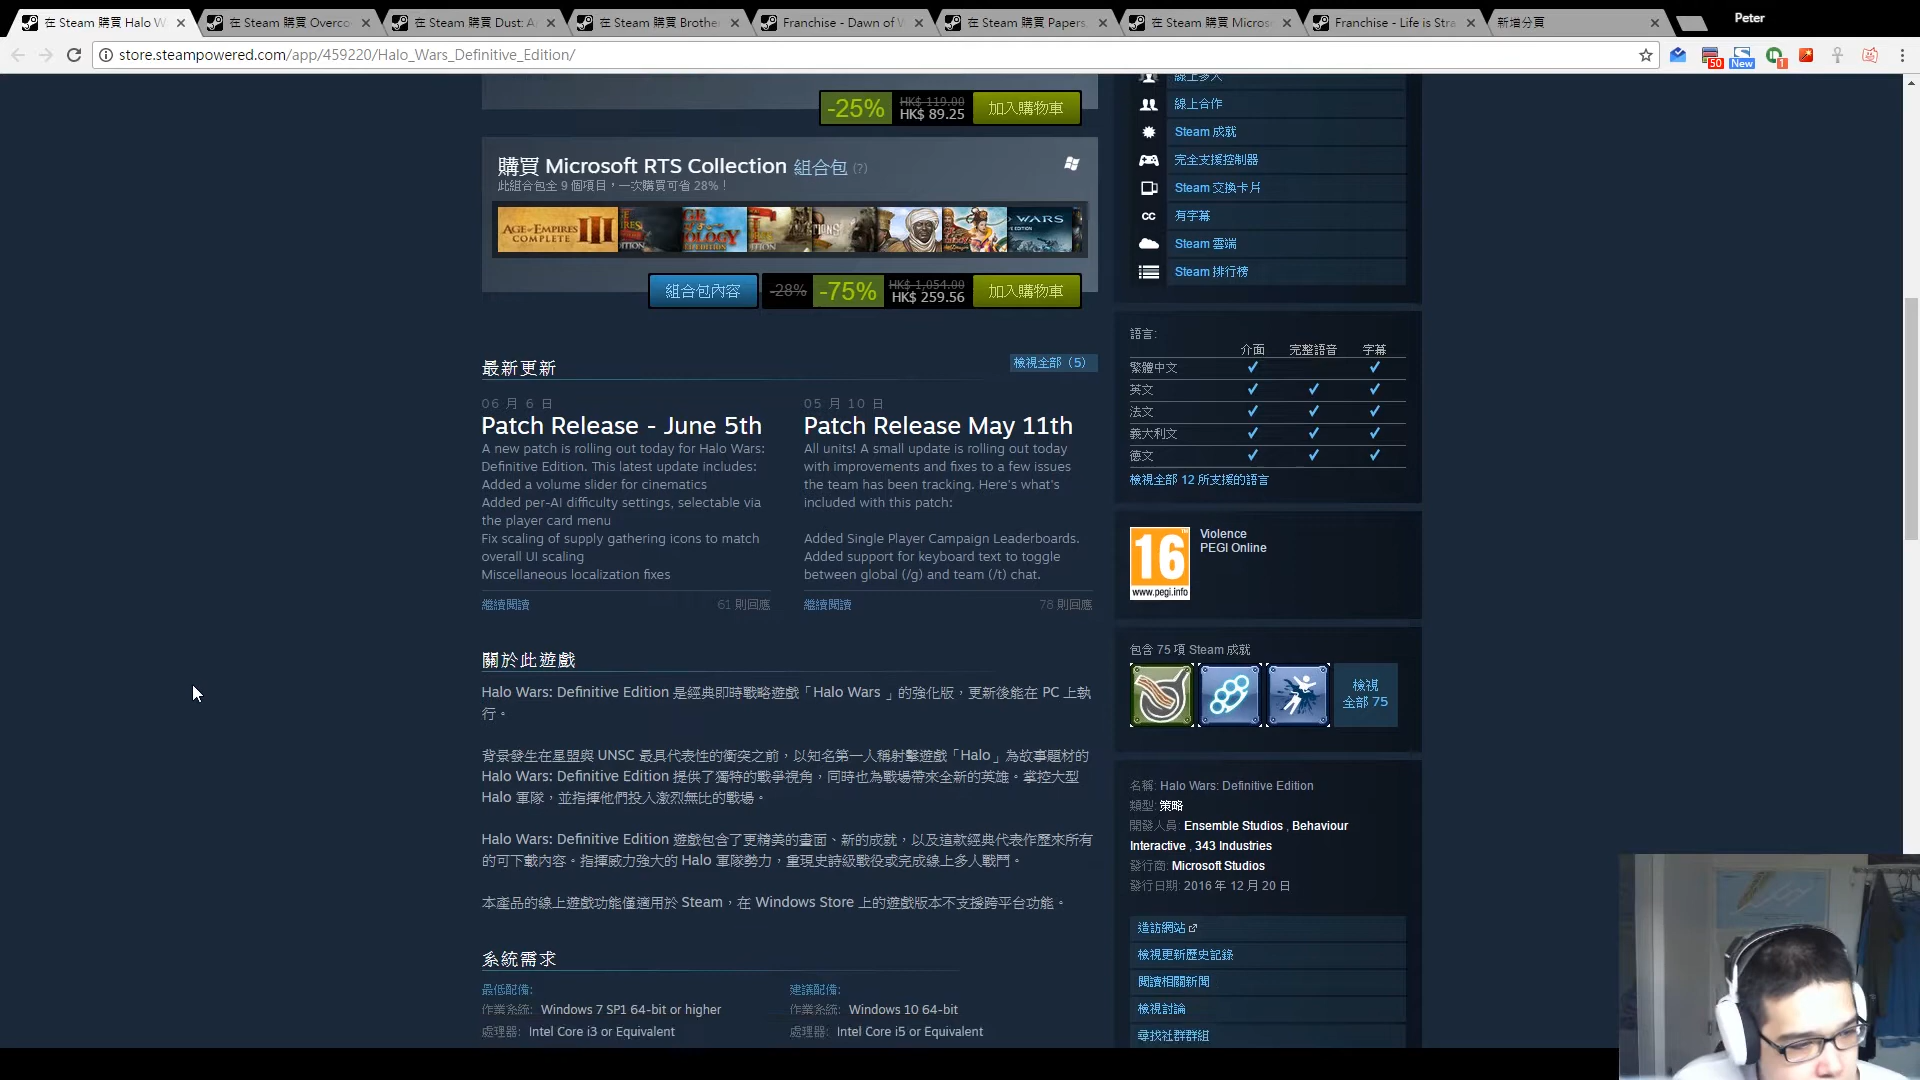 在 Steam 購買 Halo W
在 Steam 購買 Overco
在 Steam 購買 Dust: A
在 Steam 購買 Brothe
Franchise - Dawn of W
在 Steam 購買 Papers,
在 Steam 購買 Micros
Franchise - Life is Stra
新增分頁
Peter
store.steampowered.com/app/459220/Halo_Wars_Definitive_Edition/
50
New
1
-25%
HK$ 119.00
HK$ 89.25
加入購物車
購買 Microsoft RTS Collection 組合包 (?)
此組合包全 9 個項目，一次購買可省 28%！
AGE OF EMPIRES III
COMPLETE
WARS
組合包內容
-28%
-75%
HK$ 1,054.00
HK$ 259.56
加入購物車
最新更新
檢視全部（5）
06 月 6 日
Patch Release - June 5th
A new patch is rolling out today for Halo Wars:
Definitive Edition. This latest update includes:
Added a volume slider for cinematics
Added per-AI difficulty settings, selectable via
the player card menu
Fix scaling of supply gathering icons to match
overall UI scaling
Miscellaneous localization fixes
繼續閱讀
61 則回應
05 月 10 日
Patch Release May 11th
All units! A small update is rolling out today
with improvements and fixes to a few issues
the team has been tracking. Here's what's
included with this patch:
Added Single Player Campaign Leaderboards.
Added support for keyboard text to toggle
between global (/g) and team (/t) chat.
繼續閱讀
78 則回應
關於此遊戲
Halo Wars: Definitive Edition 是經典即時戰略遊戲「Halo Wars 」的強化版，更新後能在 PC 上執
行。
背景發生在星盟與 UNSC 最具代表性的衝突之前，以知名第一人稱射擊遊戲「Halo」為故事題材的
Halo Wars: Definitive Edition 提供了獨特的戰爭視角，同時也為戰場帶來全新的英雄。掌控大型
Halo 軍隊，並指揮他們投入激烈無比的戰場。
Halo Wars: Definitive Edition 遊戲包含了更精美的畫面、新的成就，以及這款經典代表作歷來所有
的可下載內容。指揮威力強大的 Halo 軍隊勢力，重現史詩級戰役或完成線上多人戰鬥。
本產品的線上遊戲功能僅適用於 Steam，在 Windows Store 上的遊戲版本不支援跨平台功能。
系統需求
最低配備:
作業系統: Windows 7 SP1 64-bit or higher
處理器: Intel Core i3 or Equivalent
建議配備:
作業系統: Windows 10 64-bit
處理器: Intel Core i5 or Equivalent
線上多人
線上合作
Steam 成就
完全支援控制器
Steam 交換卡片
CC 有字幕
Steam 雲端
Steam 排行榜
語言:
介面 完整語音 字幕
繁體中文
英文
法文
義大利文
德文
檢視全部 12 所支援的語言
16
www.pegi.info
Violence
PEGI Online
包含 75 項 Steam 成就
檢視
全部 75
名稱: Halo Wars: Definitive Edition
類型: 策略
開發人員: Ensemble Studios , Behaviour
Interactive , 343 Industries
發行商: Microsoft Studios
發行日期: 2016 年 12 月 20 日
造訪網站
檢視更新歷史記錄
閱讀相關新聞
檢視討論
尋找社群群組